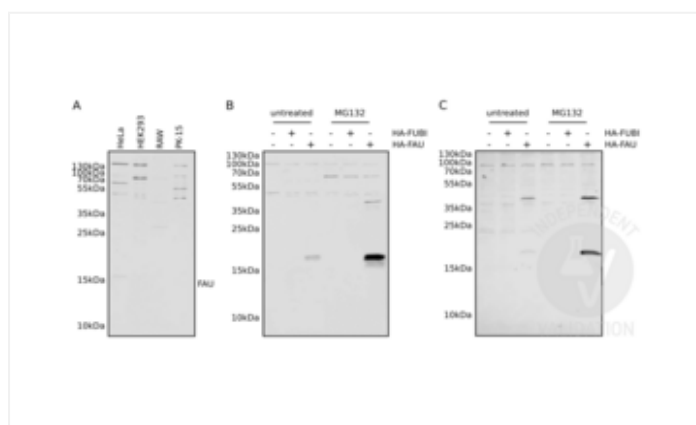 A
HeLa
HEK293
RAW
PK-15
130kDa
100kDa
70kDa
55kDa
35kDa
25kDa
15kDa
10kDa
FAU
B
untreated MG132
- + - - + - HA-FUBI
- - + - - + HA-FAU
130kDa
100kDa
70kDa
55kDa
35kDa
25kDa
15kDa
10kDa
C
untreated MG132
- + - - + - HA-FUBI
- - + - - + HA-FAU
130kDa
100kDa
70kDa
55kDa
35kDa
25kDa
15kDa
10kDa
INDEPENDENT
VALIDATION